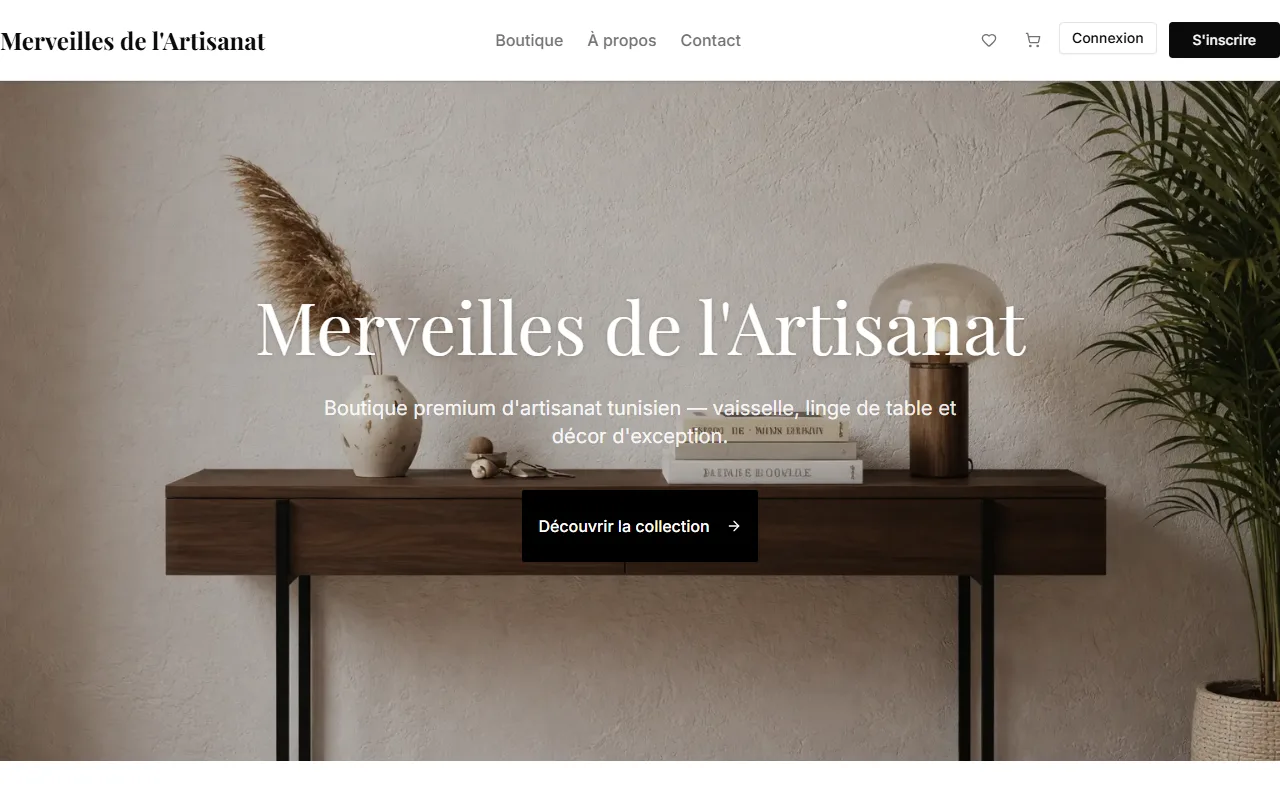 Merveilles de l'Artisanat
Boutique
À propos
Contact
Connexion
S'inscrire
Merveilles de l'Artisanat
Boutique premium d'artisanat tunisien — vaisselle, linge de table et
décor d'exception.
Découvrir la collection →